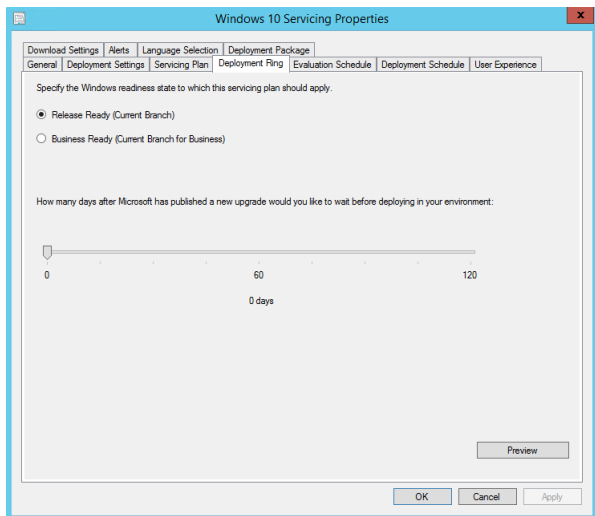 Windows 10 Servicing Properties
x
Download Settings Alerts Language Selection Deployment Package
General Deployment Settings Servicing Plan Deployment Ring Evaluation Schedule Deployment Schedule User Experience
Specify the Windows readiness state to which this servicing plan should apply.
Release Ready (Current Branch)
Business Ready (Current Branch for Business)
How many days after Microsoft has published a new upgrade would you like to wait before deploying in your environment:
0 60 120
0 days
Preview
OK Cancel Apply